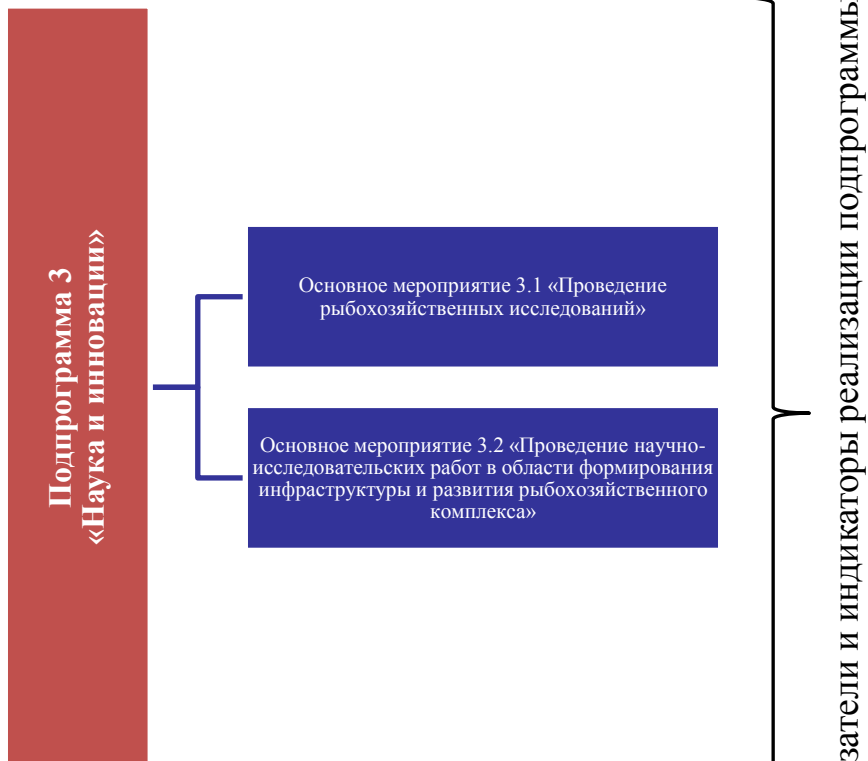 Подпрограмма 3
«Наука и инновации»
Основное мероприятие 3.1 «Проведение
рыбохозяйственных исследований»
Основное мероприятие 3.2 «Проведение научно-
исследовательских работ в области формирования
инфраструктуры и развития рыбохозяйственного
комплекса»
и индикаторы реализации подпрограммы